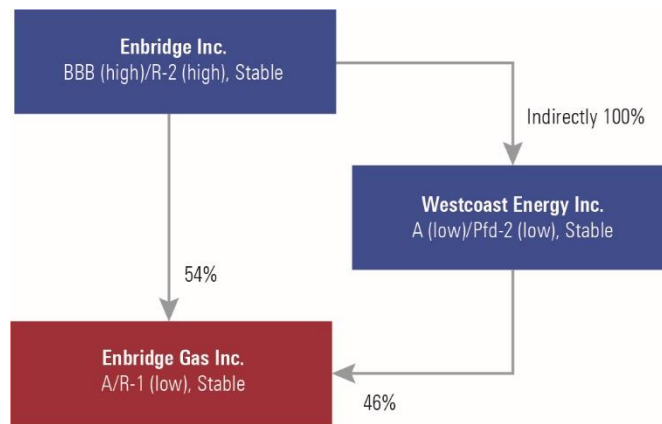 Enbridge Inc.
BBB (high)/R-2 (high), Stable
Indirectly 100%
Westcoast Energy Inc.
A (low)/Pfd-2 (low), Stable
54%
Enbridge Gas Inc.
A/R-1 (low), Stable
46%